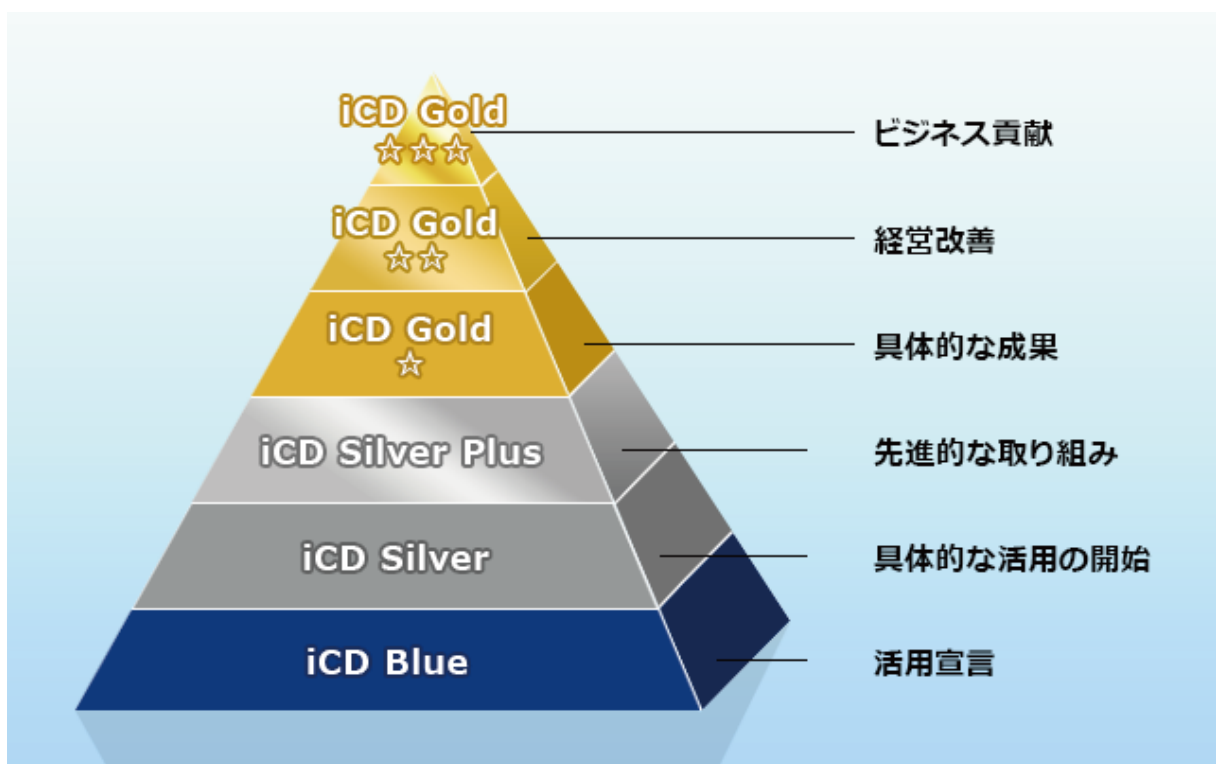 iCD Gold
☆☆☆
ビジネス貢献
iCD Gold
☆☆
経営改善
iCD Gold
☆
具体的な成果
iCD Silver Plus
先進的な取り組み
iCD Silver
具体的な活用の開始
iCD Blue
活用宣言